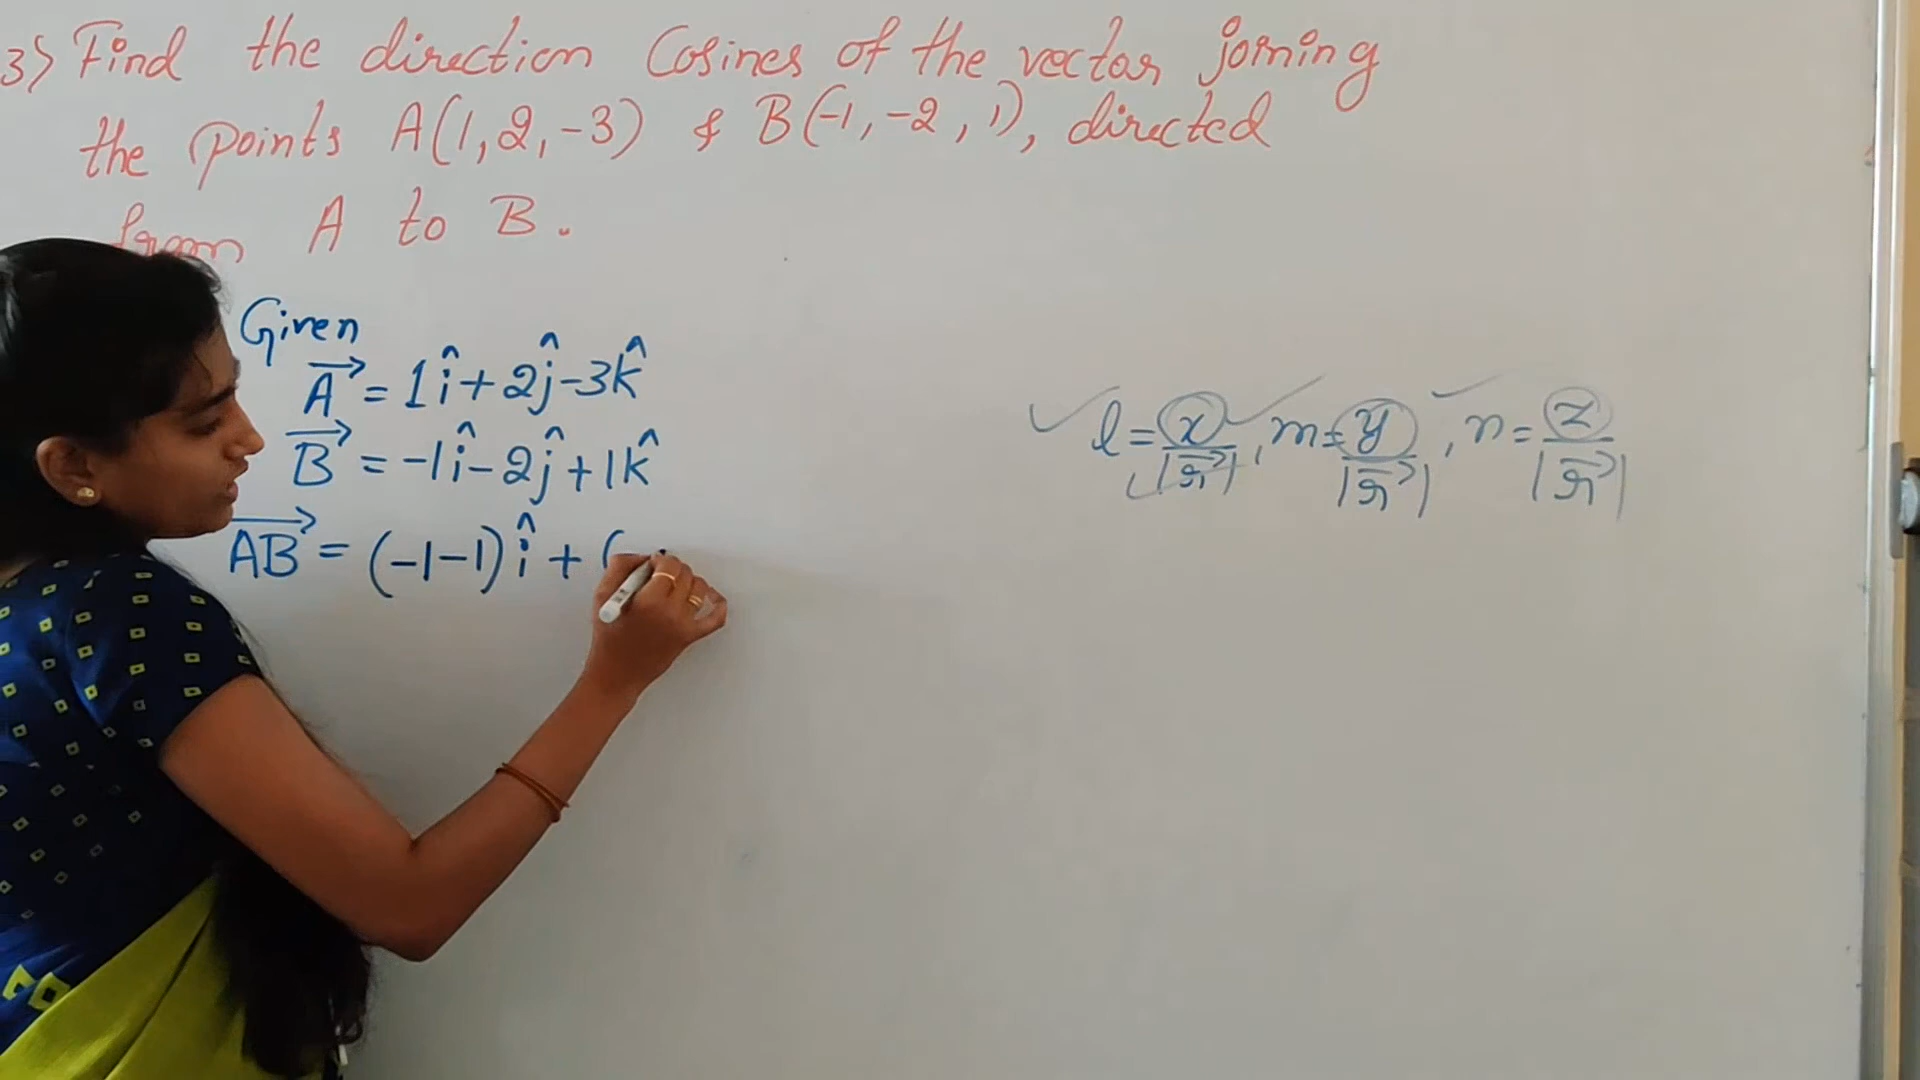 3) Find the direction Cosines of the vector joining
the points A(1, 2, -3) & B(-1, -2, 1), directed
from A to B.
Given
A⃗ = 1î + 2ĵ - 3k̂
B⃗ = -1î - 2ĵ + 1k̂
AB⃗ = (-1-1)î + (-
l = x/|r⃗|, m = y/|r⃗|, n = z/|r⃗|